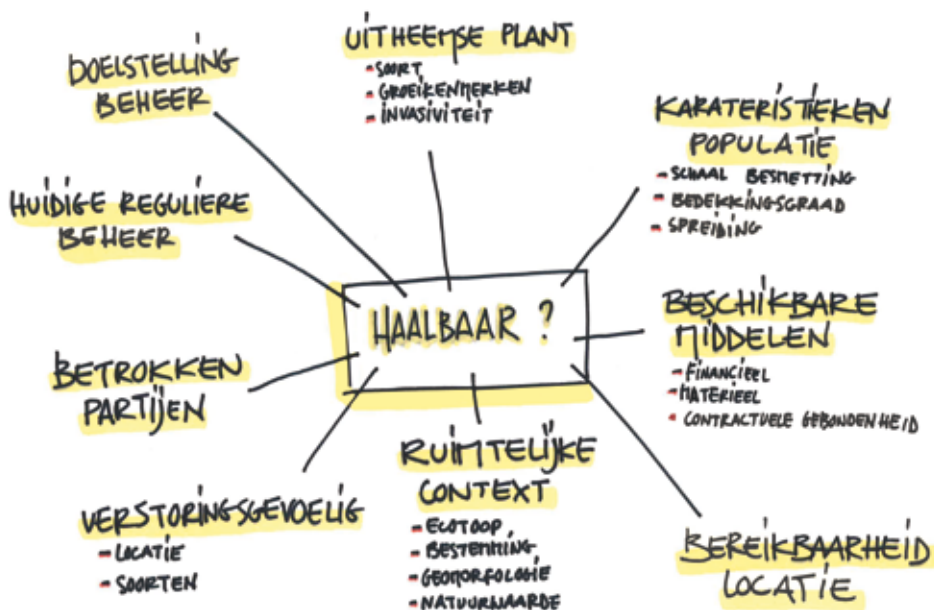 DOELSTELLING
BEHEER
UITHEEMSE PLANT
- SOORT
- GROEIKENMERKEN
- INVASIVITEIT
KARATERISTIEKEN
POPULATIE
- SCHAAL BESMETTING
- BEDEKKINGSGRAAD
- SPREIDING
HUIDIGE REGULIERE
BEHEER
HAALBAAR ?
BESCHIKBARE
MIDDELEN
- FINANCIEEL
- MATERIEEL
- CONTRACTUELE GEBONDENHEID
BETROKKEN
PARTIJEN
VERSTORINGSGEVOELIG
- LOCATIE
- SOORTEN
RUIMTELIJKE
CONTEXT
- ECOTOOP
- BESTEMMING
- GEOMORFOLOGIE
- NATUURWAARDE
BEREIKBAARHEID
LOCATIE